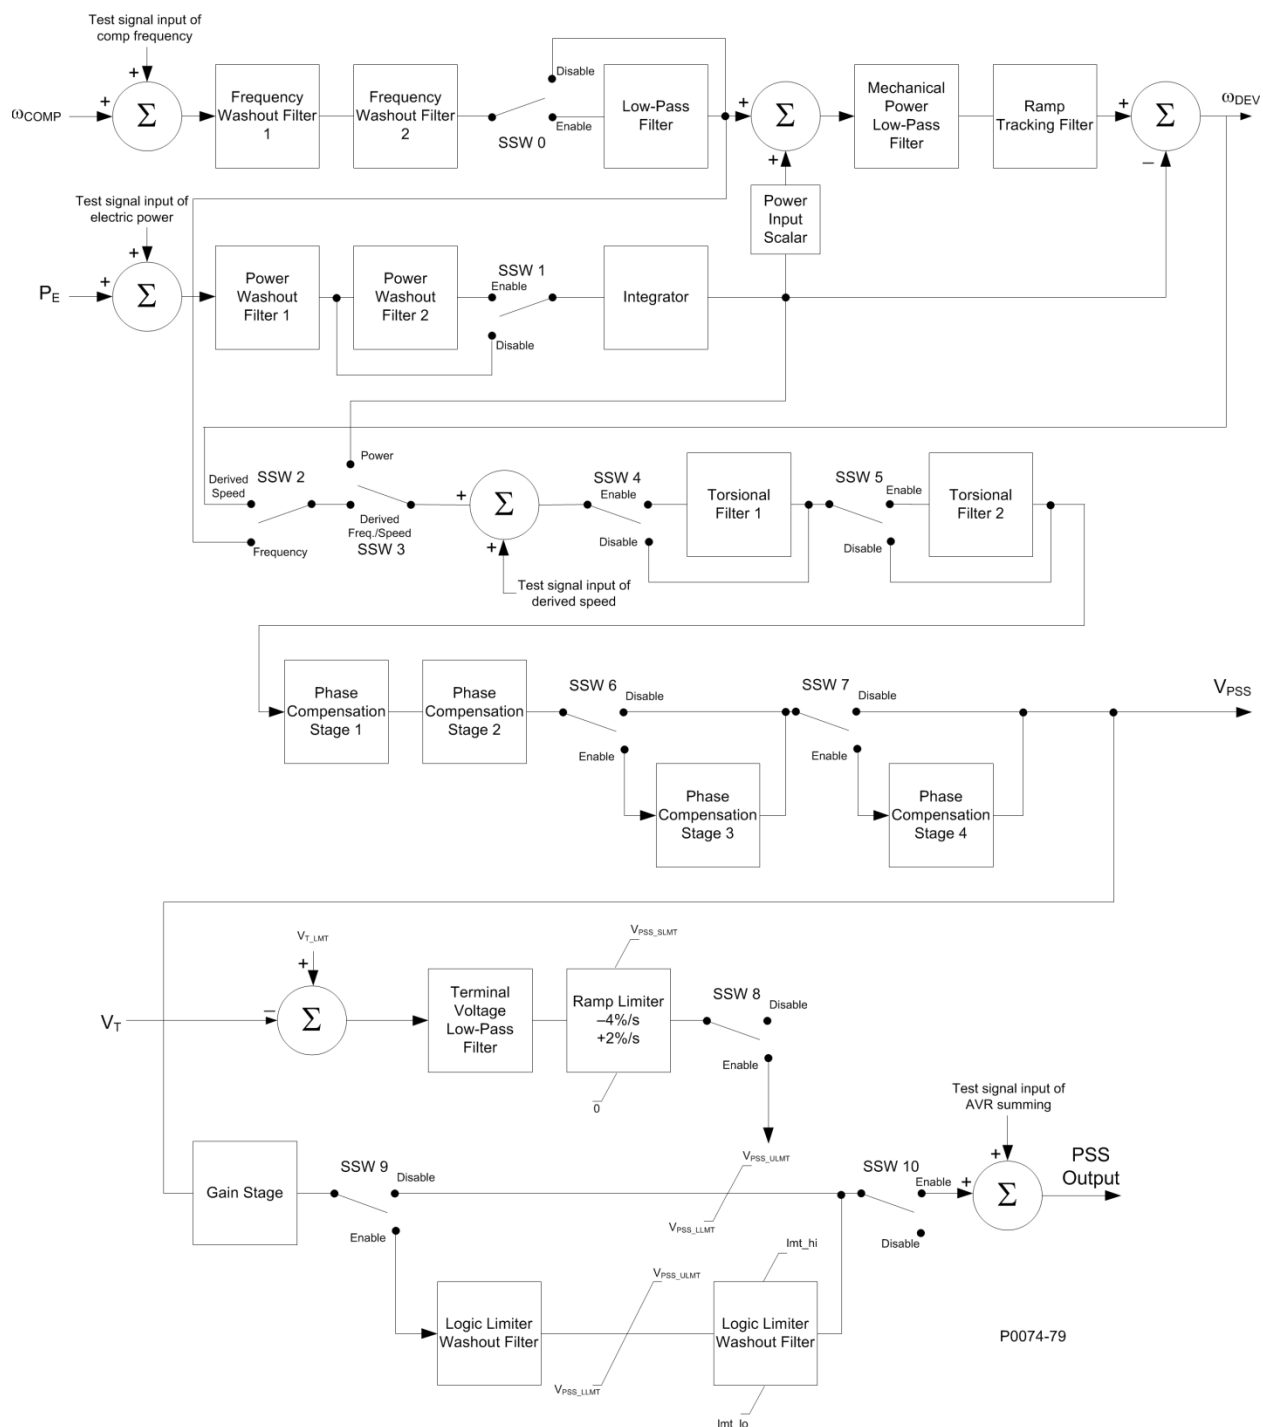 Test signal input of
comp frequency
+
+
ωCOMP
Σ
Frequency
Washout Filter
1
Frequency
Washout Filter
2
Disable
Enable
SSW 0
Low-Pass
Filter
+
Σ
+
Mechanical
Power
Low-Pass
Filter
Ramp
Tracking Filter
+
Σ
–
ωDEV
Power
Input
Scalar
Test signal input of
electric power
+
+
PE
Σ
Power
Washout
Filter 1
Power
Washout
Filter 2
SSW 1
Enable
Disable
Integrator
Derived
Speed
SSW 2
Frequency
Power
Derived
Freq./Speed
SSW 3
+
Σ
+
Test signal input of
derived speed
SSW 4
Enable
Disable
Torsional
Filter 1
SSW 5
Enable
Disable
Torsional
Filter 2
Phase
Compensation
Stage 1
Phase
Compensation
Stage 2
SSW 6
Disable
Enable
Phase
Compensation
Stage 3
SSW 7
Disable
Enable
Phase
Compensation
Stage 4
VPSS
VT_LMT
+
–
VT
Σ
Terminal
Voltage
Low-Pass
Filter
VPSS_SLMT
Ramp Limiter
–4%/s
+2%/s
0
SSW 8
Disable
Enable
VPSS_ULMT
VPSS_LLMT
Gain Stage
SSW 9
Disable
Enable
Logic Limiter
Washout Filter
VPSS_ULMT
VPSS_LLMT
lmt_hi
Logic Limiter
Washout Filter
lmt_lo
SSW 10
Enable
Disable
Test signal input of
AVR summing
+
+
Σ
PSS
Output
P0074-79